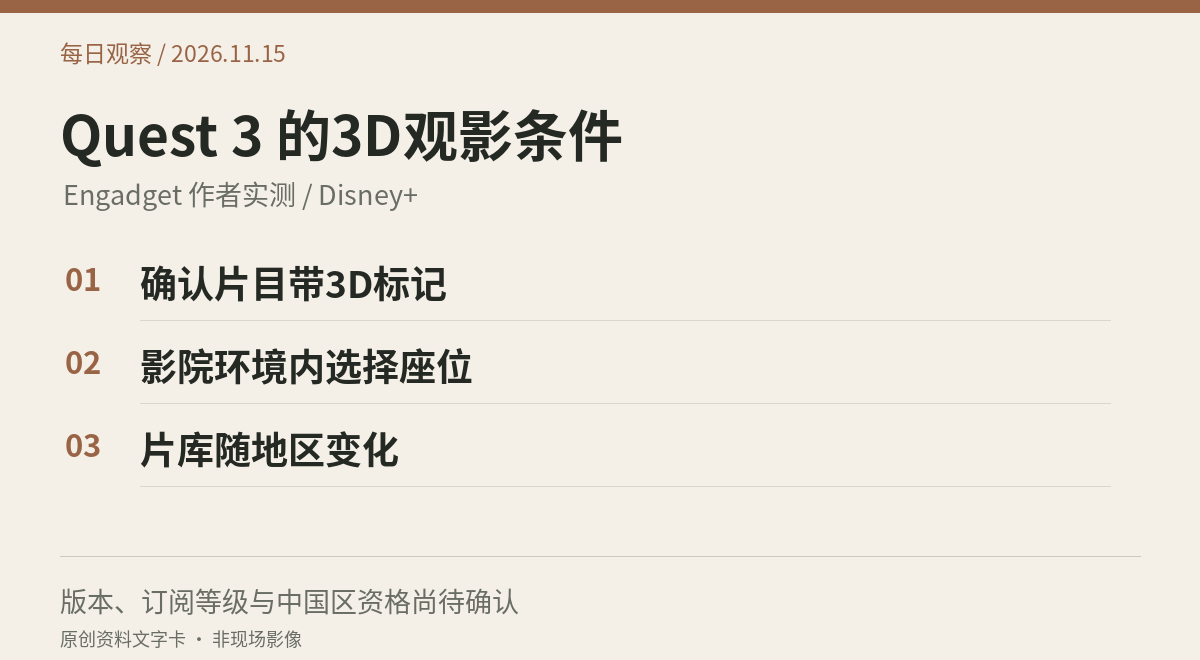 每日观察 / 2026.11.15
Quest 3 的3D观影条件
Engadget 作者实测 / Disney+
01 确认片目带3D标记
02 影院环境内选择座位
03 片库随地区变化
版本、订阅等级与中国区资格尚待确认
原创资料文字卡 · 非现场影像